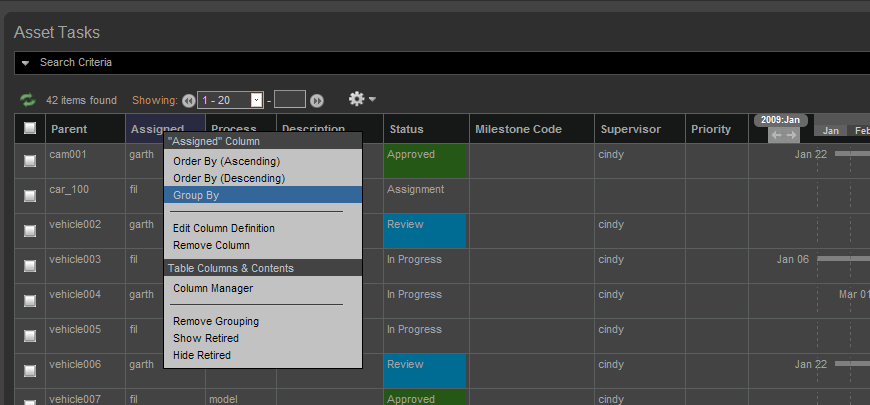 Asset Tasks
Search Criteria
42 items found Showing: 1 - 20 -
Parent Assigned Process Description Status Milestone Code Supervisor Priority 2009:Jan Jan Feb
"Assigned" Column
cam001 garth Approved cindy Jan 22
Order By (Ascending)
Order By (Descending)
car_100 fil Group By Assignment cindy
vehicle002 garth Edit Column Definition Review cindy
Remove Column
vehicle003 fil In Progress cindy Jan 06
Table Columns & Contents
Column Manager
vehicle004 garth In Progress cindy Mar 01
vehicle005 fil Remove Grouping In Progress cindy
Show Retired
Hide Retired
vehicle006 garth Review cindy Jan 22
vehicle007 fil model Approved cindy